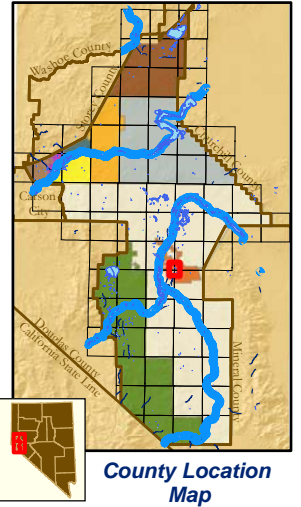 Washoe County
Storey County
Churchill County
Carson
City
Douglas County
California State Line
Mineral County
County Location
Map